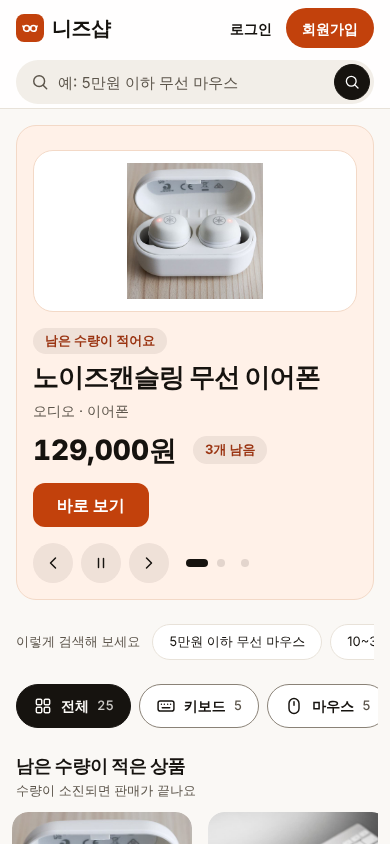 니즈샵
로그인
회원가입
예: 5만원 이하 무선 마우스
남은 수량이 적어요
노이즈캔슬링 무선 이어폰
오디오 · 이어폰
129,000원
3개 남음
바로 보기
이렇게 검색해 보세요
5만원 이하 무선 마우스
전체 25
키보드 5
마우스 5
남은 수량이 적은 상품
수량이 소진되면 판매가 끝나요